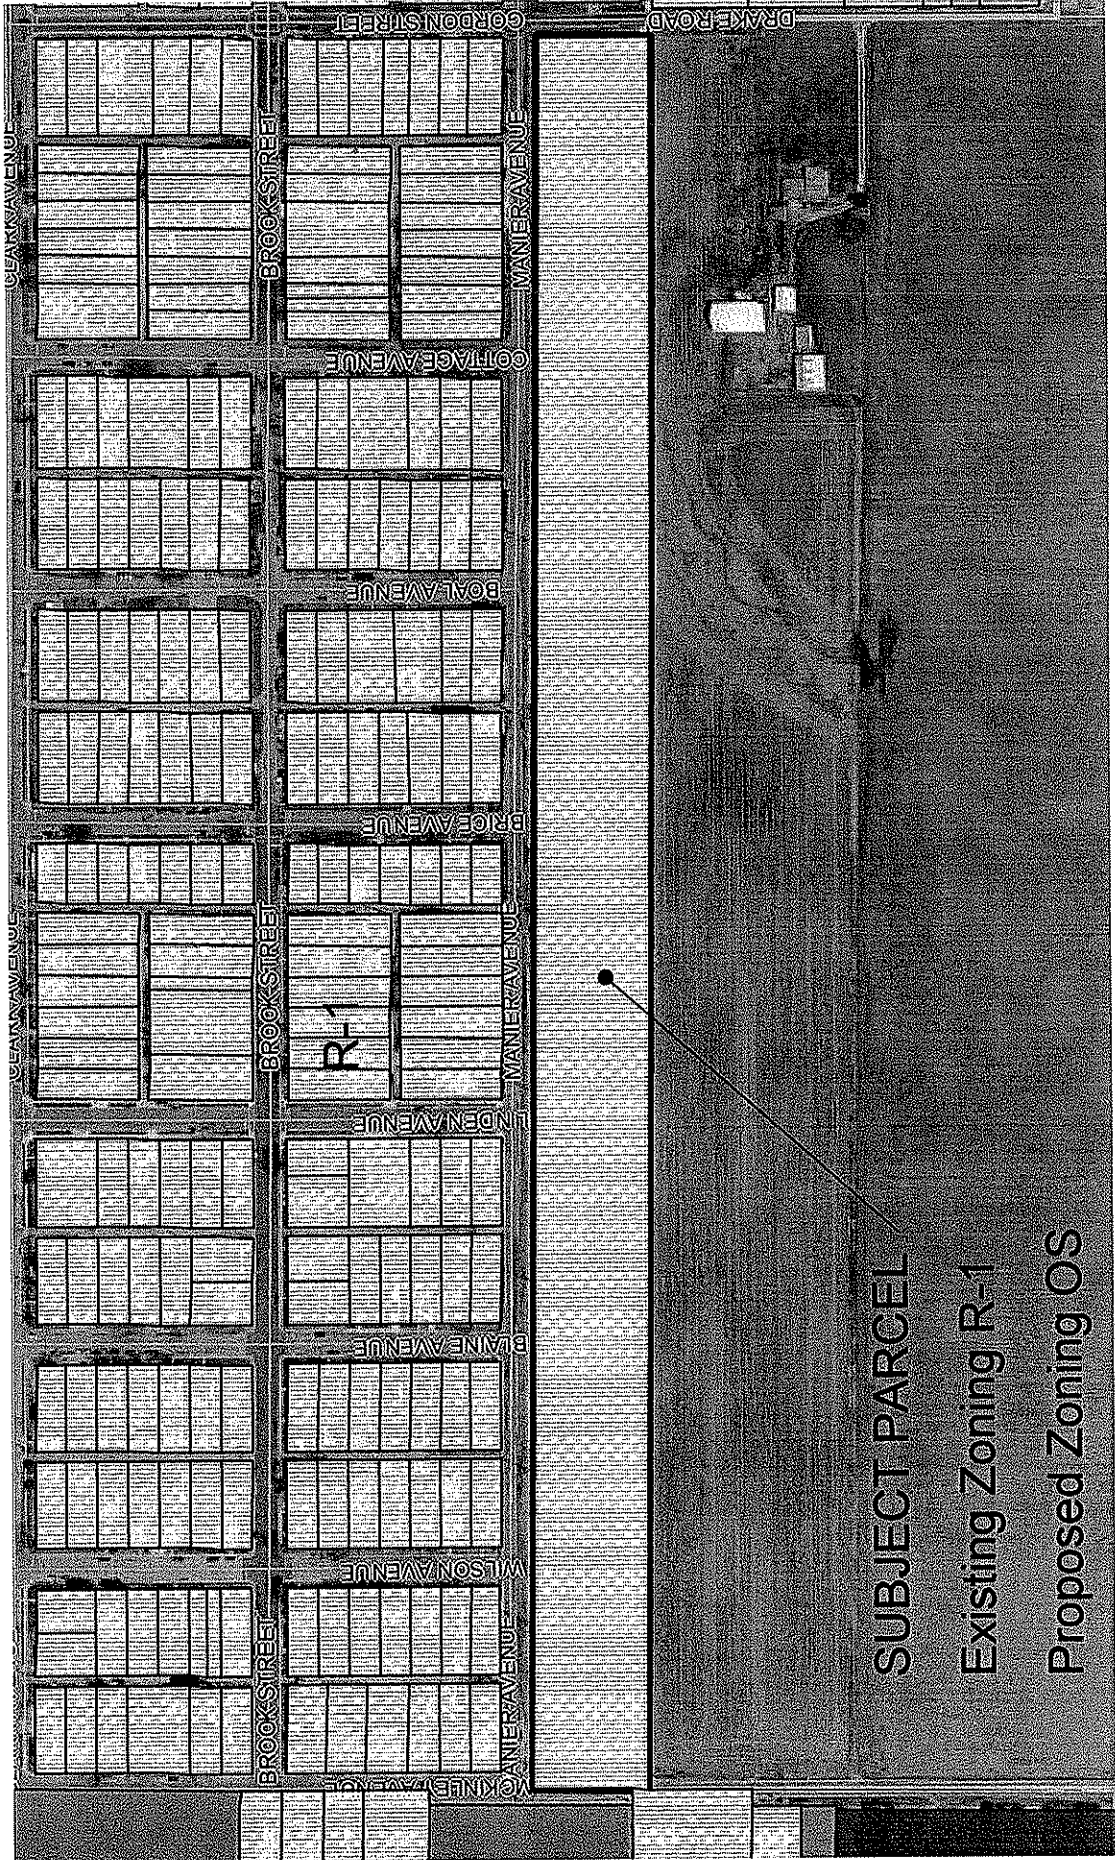 GORDON STREET
DRAKE ROAD
CLARK AVENUE
BROOK STREET
MANIER AVENUE
COTTAGE AVENUE
BOAL AVENUE
BRICE AVENUE
CLARK AVENUE
BROOK STREET
R-1
MANIER AVENUE
LINDEN AVENUE
BLAINE AVENUE
WILSON AVENUE
BROOK STREET
MANIER AVENUE
MCKINLEY AVENUE
SUBJECT PARCEL
Existing Zoning R-1
Proposed Zoning OS